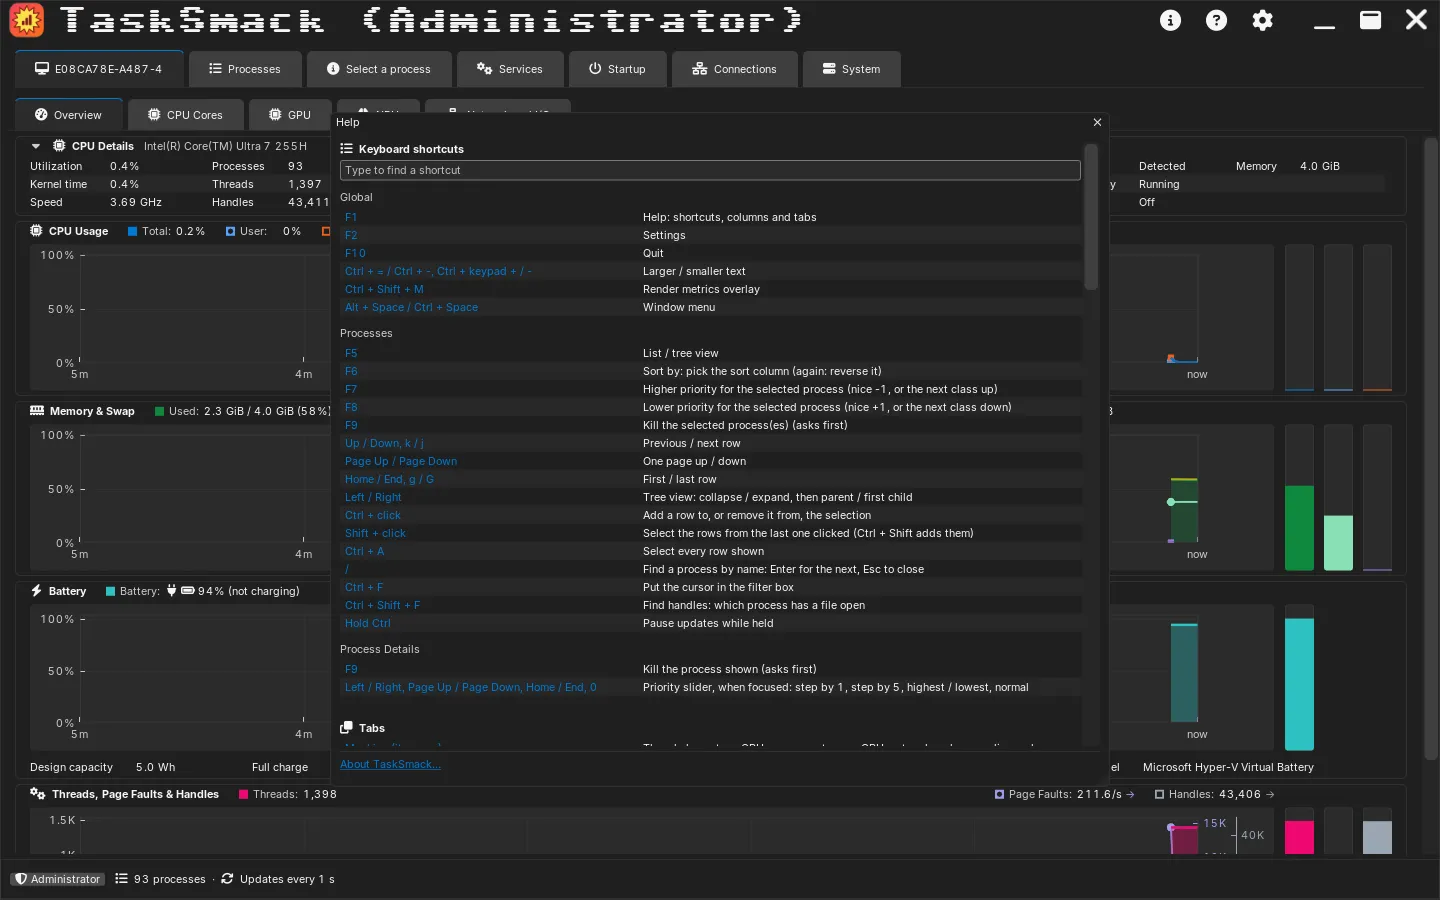 TaskSmack (Administrator)
E08CA78E-A487-4
Processes
Select a process
Services
Startup
Connections
System
Overview
CPU Cores
GPU
Help
Keyboard shortcuts
Type to find a shortcut
Global
F1 Help: shortcuts, columns and tabs
F2 Settings
F10 Quit
Ctrl + = / Ctrl + -, Ctrl + keypad + / - Larger / smaller text
Ctrl + Shift + M Render metrics overlay
Alt + Space / Ctrl + Space Window menu
Processes
F5 List / tree view
F6 Sort by: pick the sort column (again: reverse it)
F7 Higher priority for the selected process (nice -1, or the next class up)
F8 Lower priority for the selected process (nice +1, or the next class down)
F9 Kill the selected process(es) (asks first)
Up / Down, k / j Previous / next row
Page Up / Page Down One page up / down
Home / End, g / G First / last row
Left / Right Tree view: collapse / expand, then parent / first child
Ctrl + click Add a row to, or remove it from, the selection
Shift + click Select the rows from the last one clicked (Ctrl + Shift adds them)
Ctrl + A Select every row shown
/ Find a process by name: Enter for the next, Esc to close
Ctrl + F Put the cursor in the filter box
Ctrl + Shift + F Find handles: which process has a file open
Hold Ctrl Pause updates while held
Process Details
F9 Kill the process shown (asks first)
Left / Right, Page Up / Page Down, Home / End, 0 Priority slider, when focused: step by 1, step by 5, highest / lowest, normal
Tabs
About TaskSmack...
CPU Details Intel(R) Core(TM) Ultra 7 255H
Utilization 0.4% Processes 93
Kernel time 0.4% Threads 1,397
Speed 3.69 GHz Handles 43,411
Detected Memory 4.0 GiB
y Running
Off
CPU Usage Total: 0.2% User: 0%
100%
50%
0%
5m 4m now
Memory & Swap Used: 2.3 GiB / 4.0 GiB (58%)
100%
50%
0%
5m 4m now
Battery Battery: 94% (not charging)
100%
50%
0%
5m 4m now
Design capacity 5.0 Wh Full charge
el Microsoft Hyper-V Virtual Battery
Threads, Page Faults & Handles Threads: 1,398 Page Faults: 211.6/s → Handles: 43,406 →
1.5K 15K 40K
Administrator 93 processes · Updates every 1 s